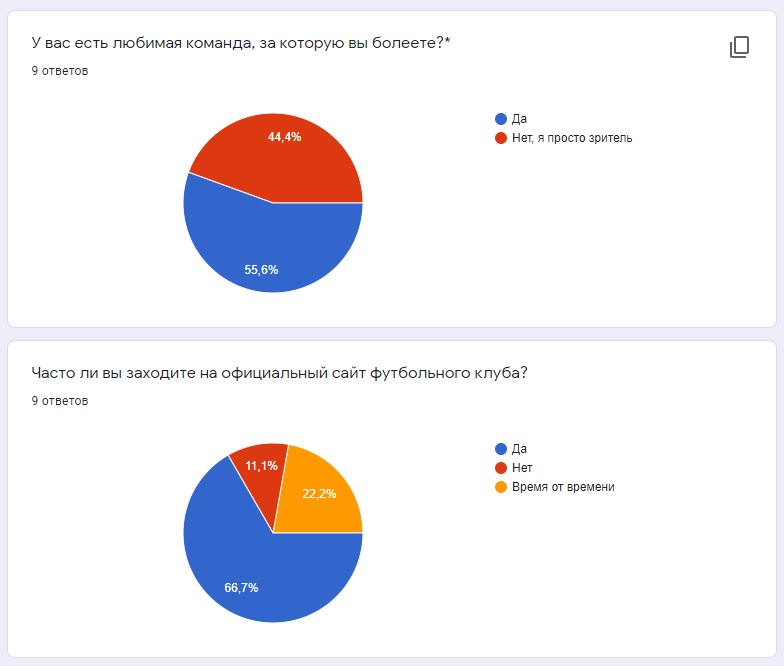 У вас есть любимая команда, за которую вы болеете?*
9 ответов
44,4%
55,6%
Да
Нет, я просто зритель
Часто ли вы заходите на официальный сайт футбольного клуба?
9 ответов
11,1%
22,2%
66,7%
Да
Нет
Время от времени